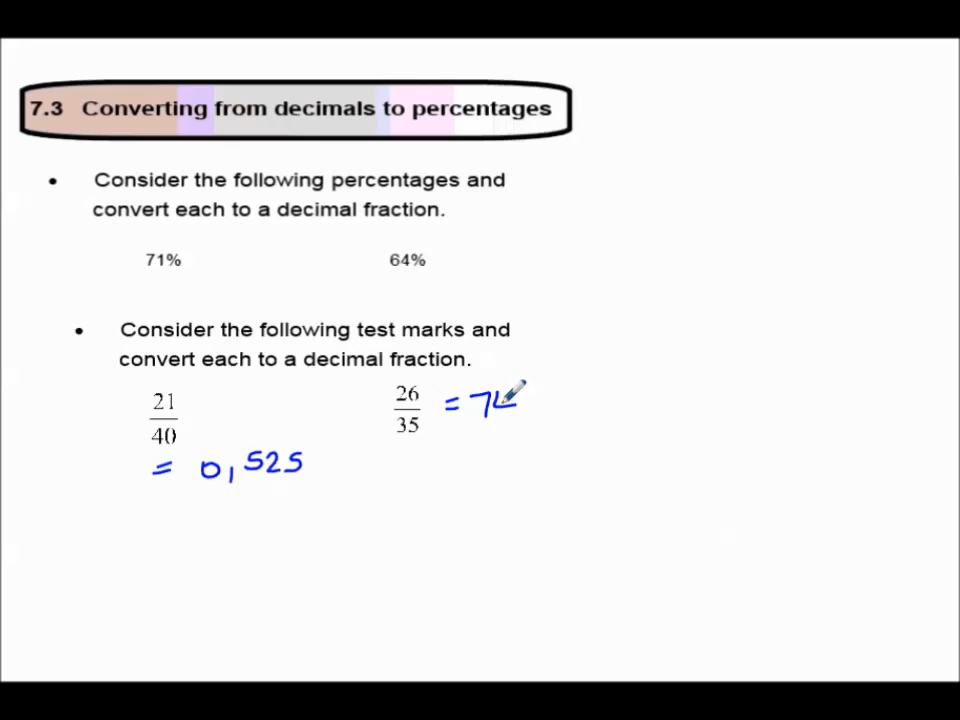 7.3 Converting from decimals to percentages
• Consider the following percentages and
convert each to a decimal fraction.
71% 64%
• Consider the following test marks and
convert each to a decimal fraction.
21/40 26/35 = 74
= 0,525